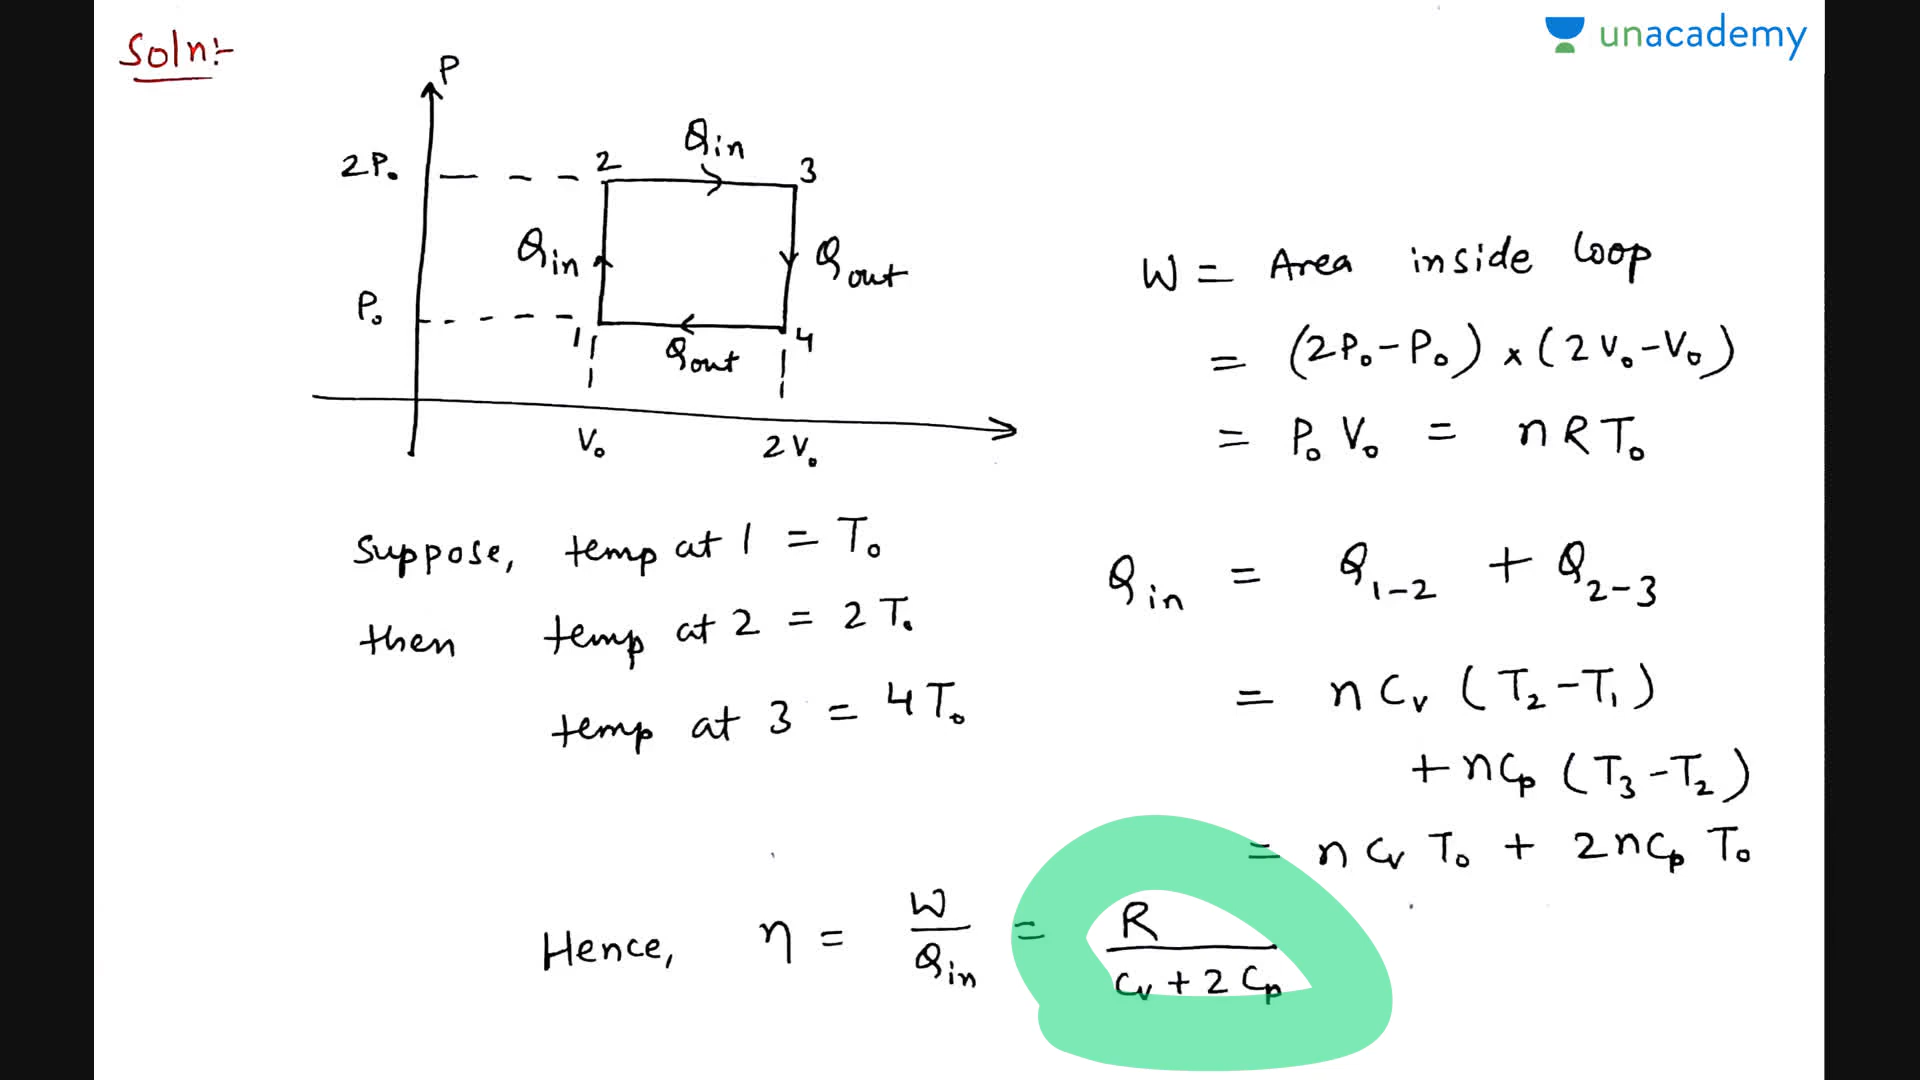 Soln:-
unacademy
P
2P₀
2
Qin
3
Qin
Qout
P₀
1
Qout
4
V₀
2V₀
W = Area inside loop
= (2P₀-P₀) × (2V₀-V₀)
= P₀ V₀ = nRT₀
Suppose, temp at 1 = T₀
then temp at 2 = 2T₀
temp at 3 = 4T₀
Qin = Q₁₋₂ + Q₂₋₃
= nCv (T₂-T₁)
+ nCp (T₃-T₂)
= nCv T₀ + 2nCp T₀
Hence, η = W/Qin = R/(Cv + 2Cp)